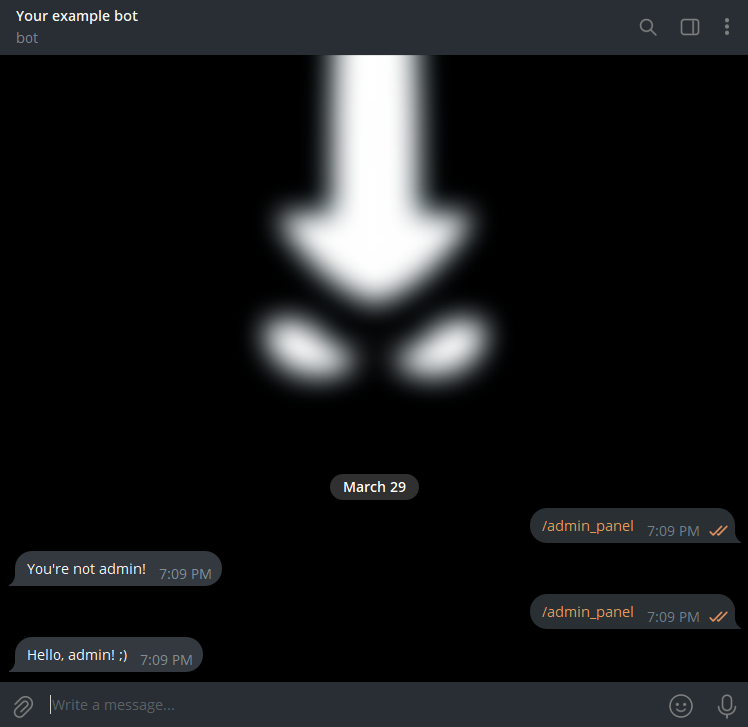 Your example bot
bot
March 29
/admin_panel 7:09 PM
You're not admin! 7:09 PM
/admin_panel 7:09 PM
Hello, admin! ;) 7:09 PM
Write a message...